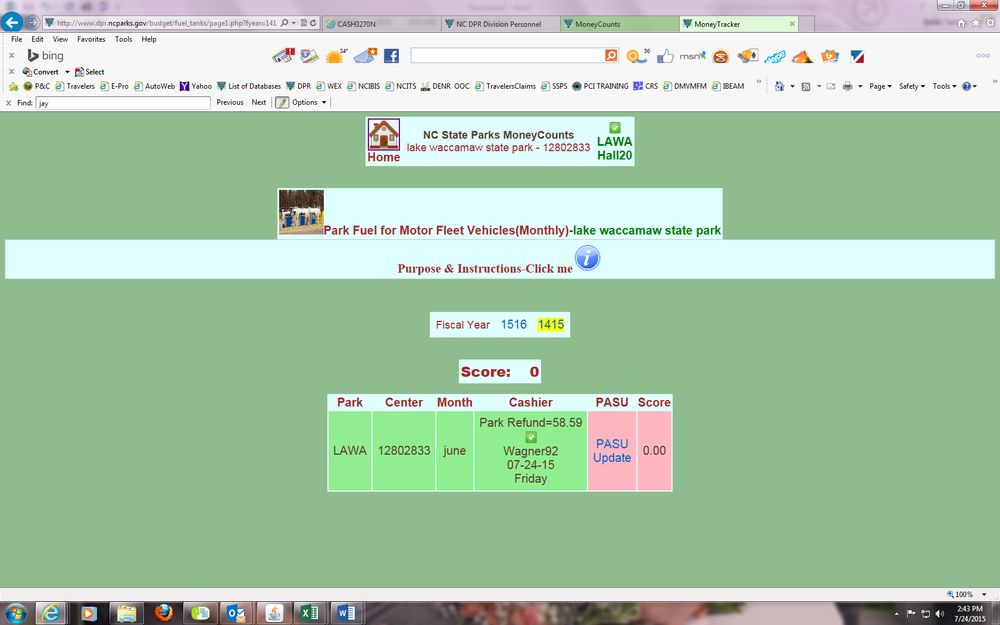 http://www.dpr.ncparks.gov/budget/fuel_tanks/page1.php?fyear=141
CASH3270N
NC DPR Division Personnel
MoneyCounts
MoneyTracker
File Edit View Favorites Tools Help
bing
34°
50
msn
skype
Convert Select
P&C Travelers E-Pro AutoWeb Yahoo List of Databases DPR WEX NCIBIS NCITS DENR OOC TravelersClaims SSPS PCI TRAINING CRS DMVMFM IBEAM Page Safety Tools
Find: jay Previous Next Options
NC State Parks MoneyCounts
lake waccamaw state park - 12802833
Home
LAWA
Hall20
Park Fuel for Motor Fleet Vehicles(Monthly)-lake waccamaw state park
Purpose & Instructions-Click me
Fiscal Year 1516 1415
Score: 0
Park Center Month Cashier PASU Score
LAWA 12802833 june
Park Refund=58.59
Wagner92
07-24-15
Friday
PASU
Update
0.00
100%
2:43 PM
7/24/2015